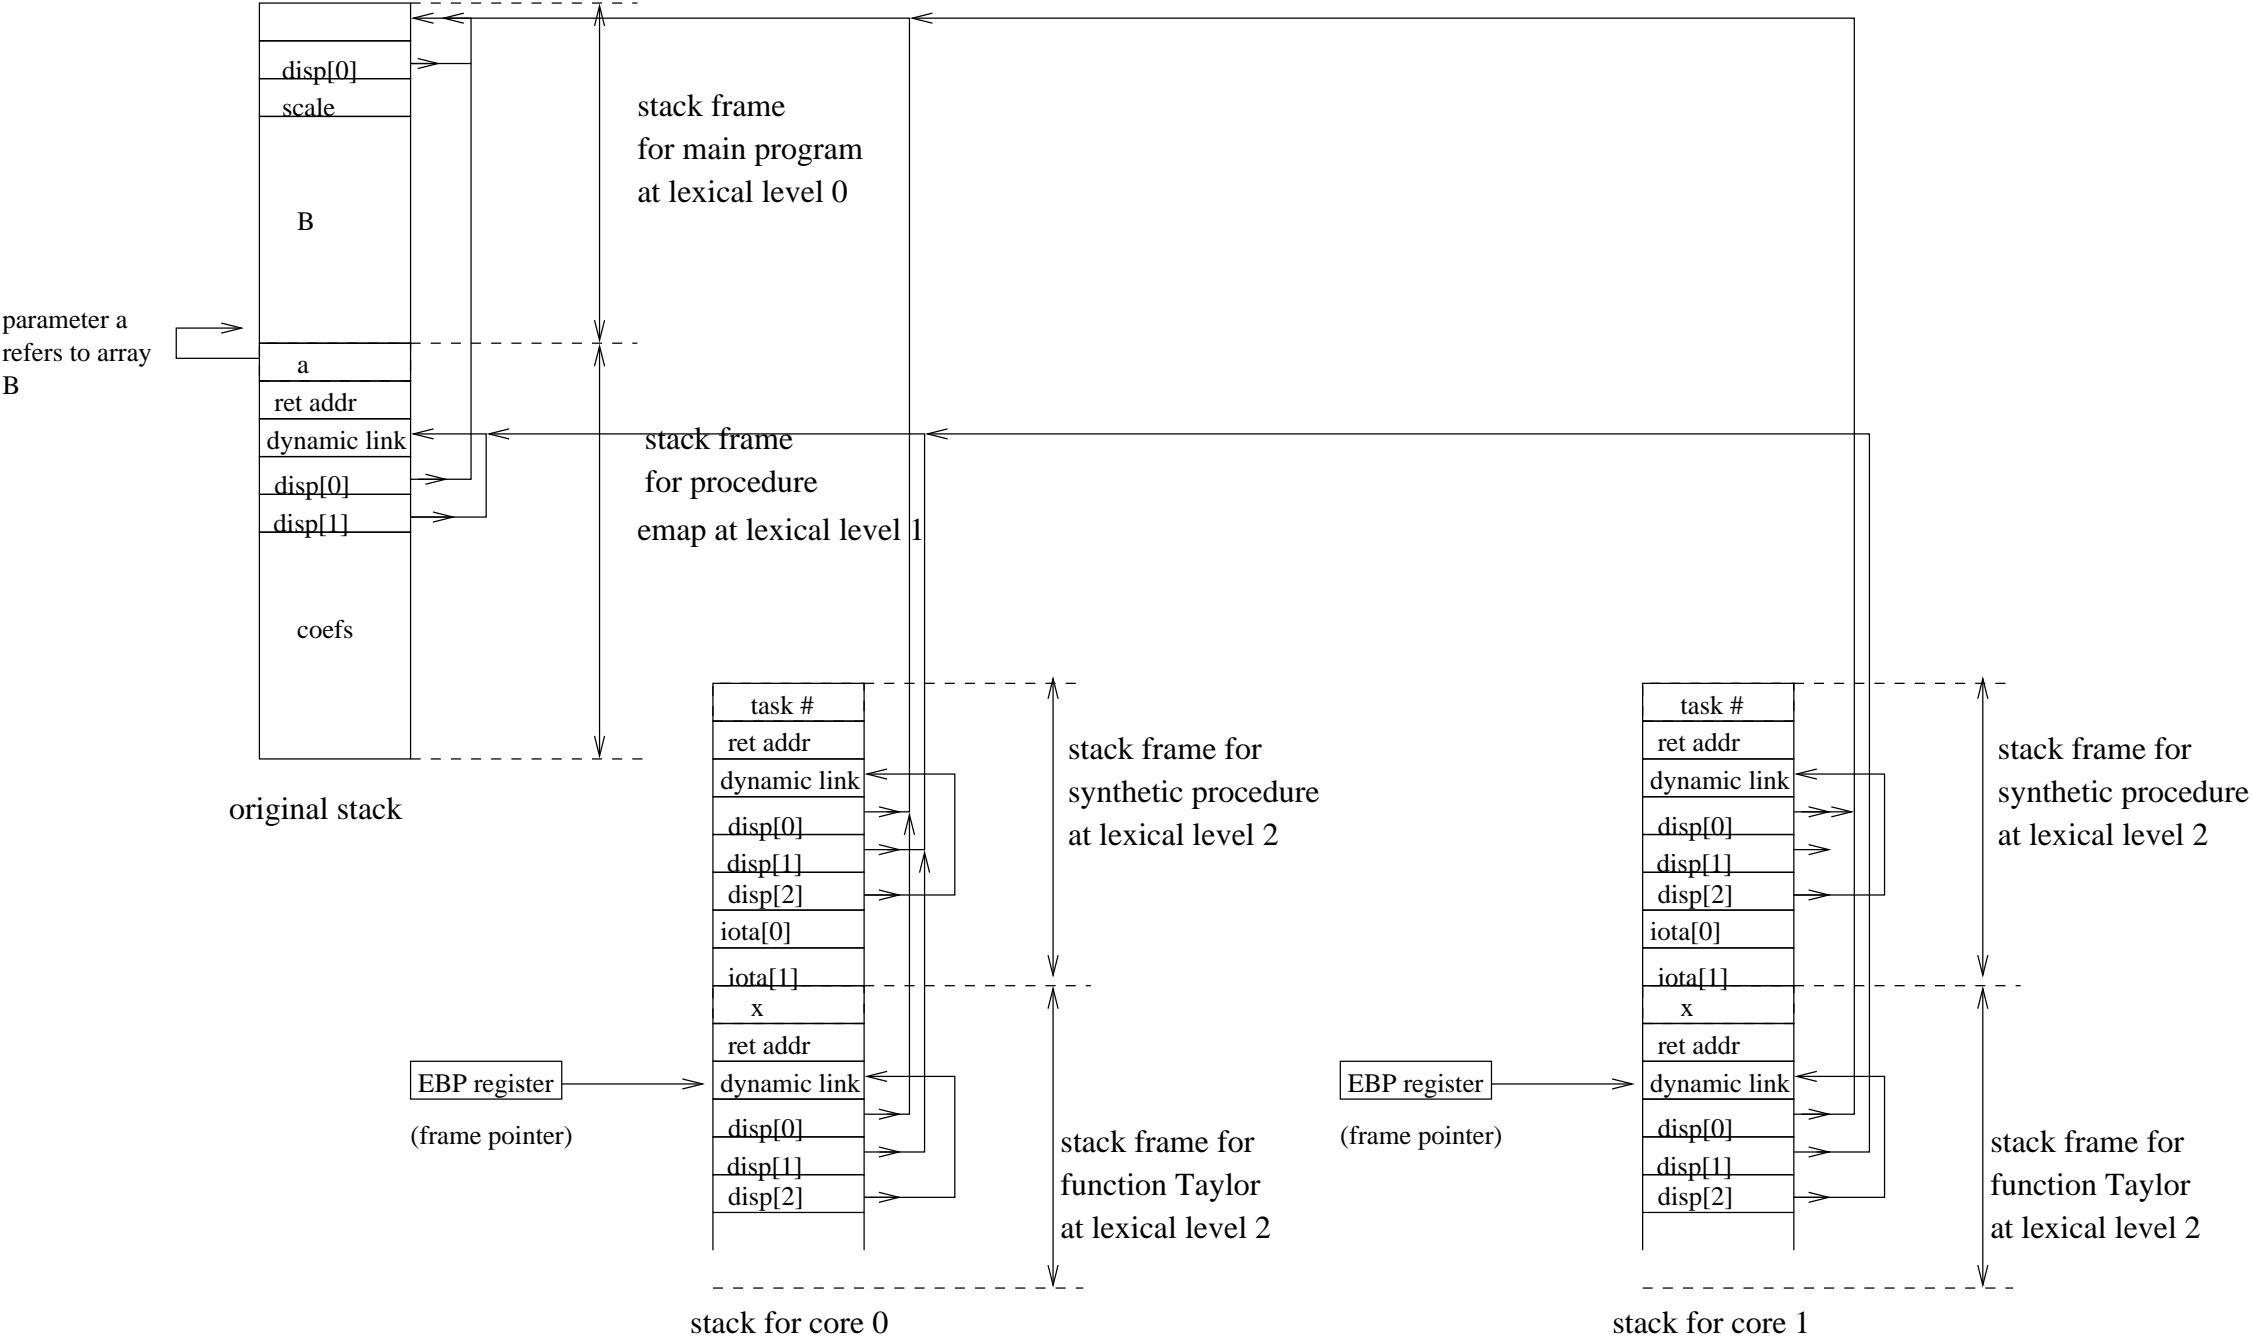 disp[0]
scale
B
parameter a
refers to array
B
a
ret addr
dynamic link
disp[0]
disp[1]
coefs
original stack
stack frame
for main program
at lexical level 0
stack frame
for procedure
emap at lexical level 1
task #
ret addr
dynamic link
disp[0]
disp[1]
disp[2]
iota[0]
iota[1]
x
ret addr
dynamic link
disp[0]
disp[1]
disp[2]
EBP register
(frame pointer)
stack frame for
synthetic procedure
at lexical level 2
stack frame for
function Taylor
at lexical level 2
stack for core 0
task #
ret addr
dynamic link
disp[0]
disp[1]
disp[2]
iota[0]
iota[1]
x
ret addr
dynamic link
disp[0]
disp[1]
disp[2]
EBP register
(frame pointer)
stack frame for
synthetic procedure
at lexical level 2
stack frame for
function Taylor
at lexical level 2
stack for core 1